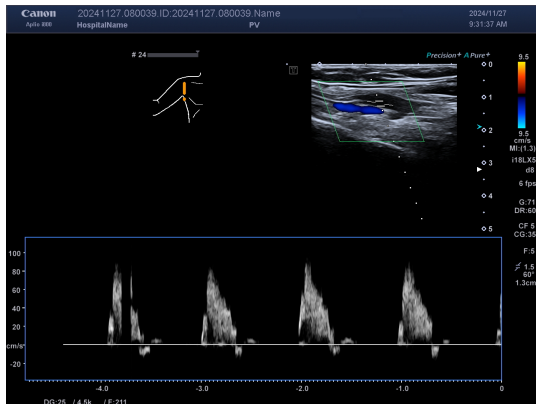 Canon 20241127.080039.ID:20241127.080039.Name 2024/11/27
Aplio i800 HospitalName PV 9:31:37 AM
# 24
Precision+ A Pure+
0
1
2
3
4
5
9.5
9.5
cm/s
MI:(1.3)
i18LX5
d8
6 fps
G:71
DR:60
CF 5
CG:35
F:5
1.5
60°
1.3cm
100
80
60
40
20
cm/s
-20
-4.0 -3.0 -2.0 -1.0 0
DG:25 / 4.5k / F:211